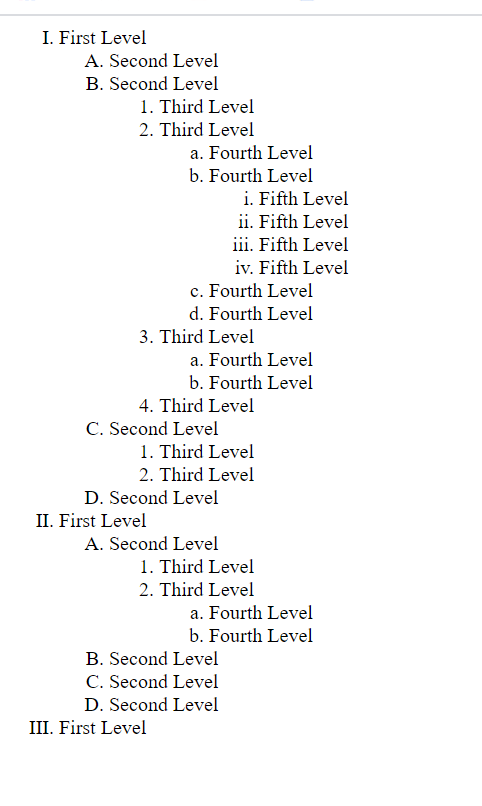 I. First Level
A. Second Level
B. Second Level
1. Third Level
2. Third Level
a. Fourth Level
b. Fourth Level
i. Fifth Level
ii. Fifth Level
iii. Fifth Level
iv. Fifth Level
c. Fourth Level
d. Fourth Level
3. Third Level
a. Fourth Level
b. Fourth Level
4. Third Level
C. Second Level
1. Third Level
2. Third Level
D. Second Level
II. First Level
A. Second Level
1. Third Level
2. Third Level
a. Fourth Level
b. Fourth Level
B. Second Level
C. Second Level
D. Second Level
III. First Level